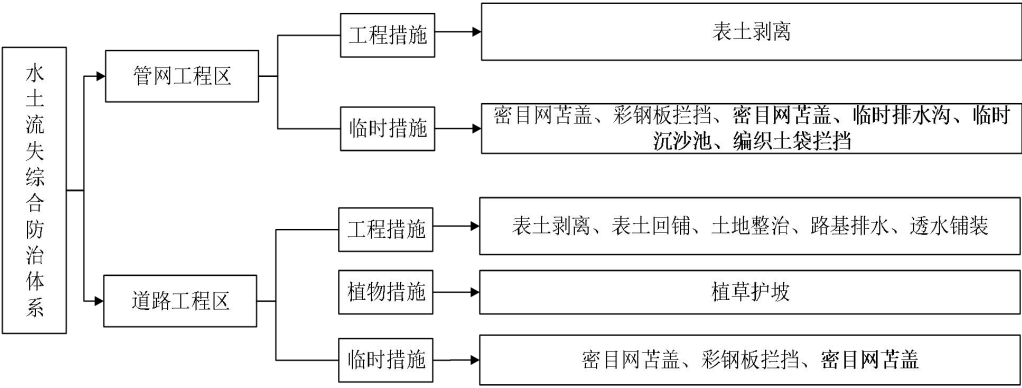 水土流失综合防治体系
管网工程区
工程措施
表土剥离
临时措施
密目网苫盖、彩钢板拦挡、密目网苫盖、临时排水沟、临时
沉沙池、编织土袋拦挡
道路工程区
工程措施
表土剥离、表土回铺、土地整治、路基排水、透水铺装
植物措施
植草护坡
临时措施
密目网苫盖、彩钢板拦挡、密目网苫盖